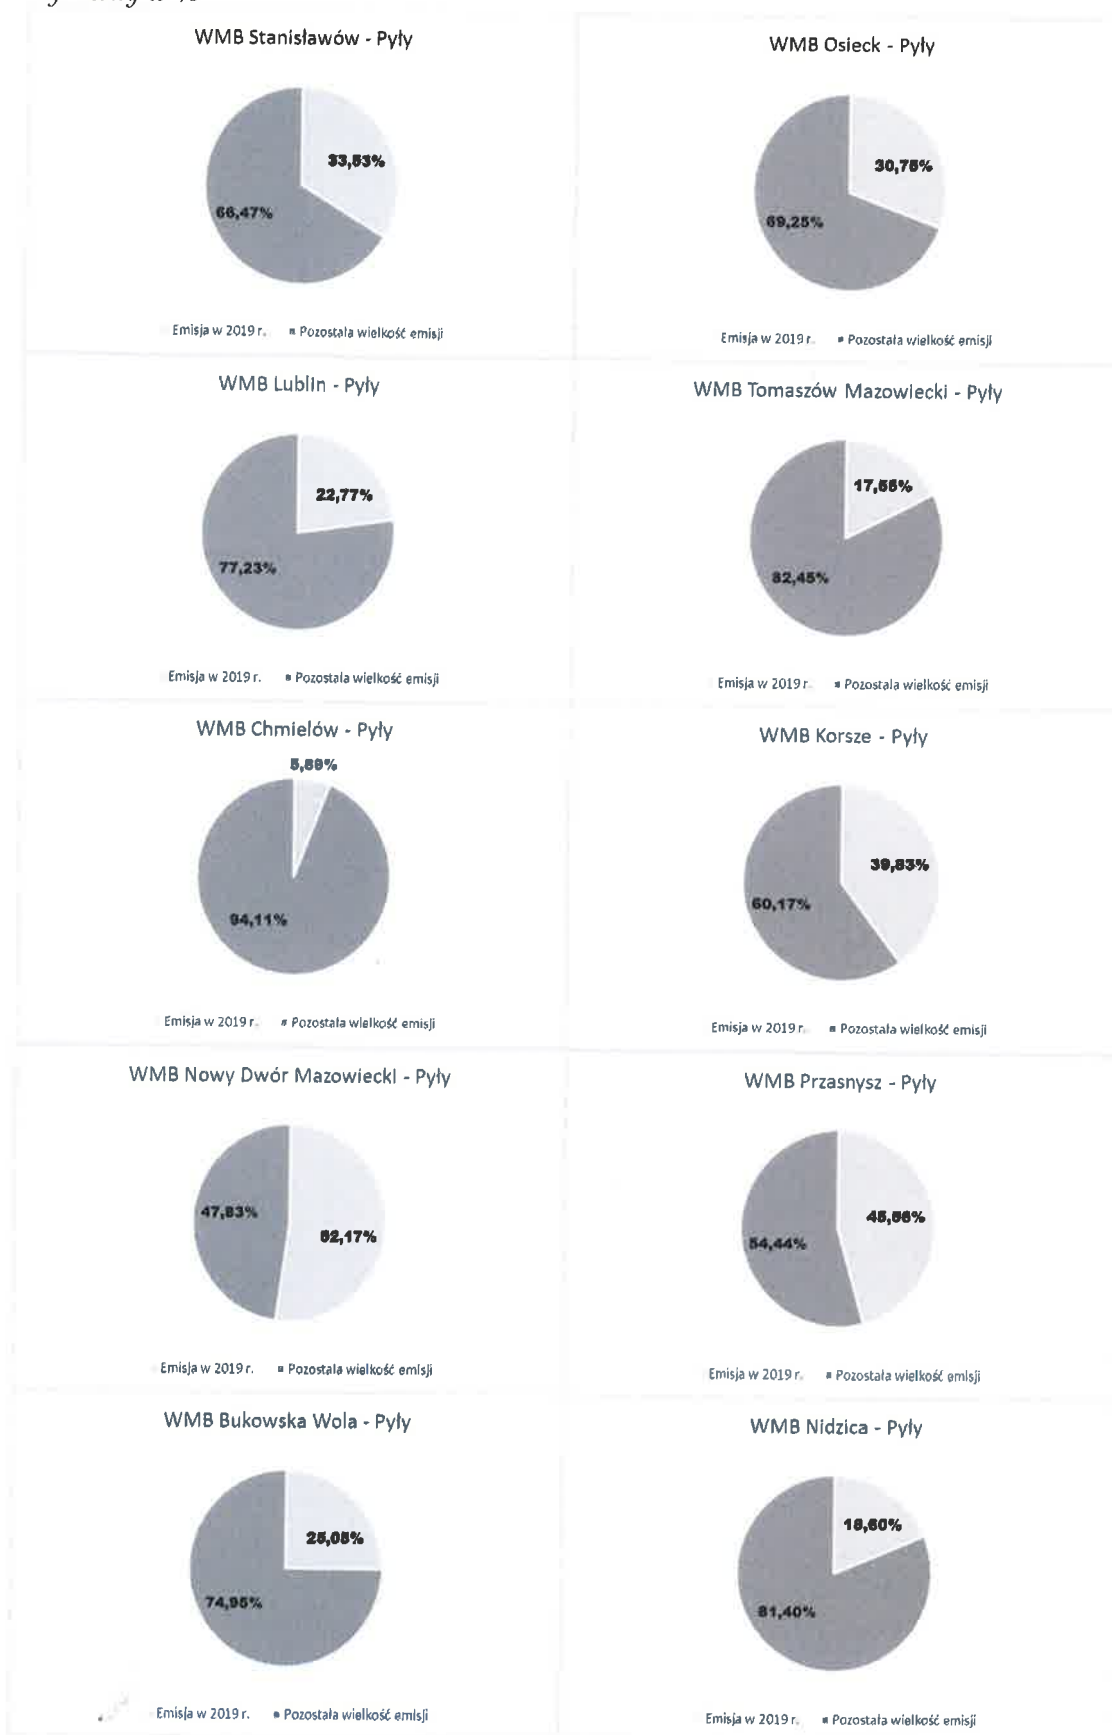 WMB Stanisławów - Pyły
33,53%
66,47%
Emisja w 2019 r. Pozostała wielkość emisji
WMB Osieck - Pyły
30,75%
69,25%
Emisja w 2019 r. Pozostała wielkość emisji
WMB Lublin - Pyły
22,77%
77,23%
Emisja w 2019 r. Pozostała wielkość emisji
WMB Tomaszów Mazowiecki - Pyły
17,55%
82,45%
Emisja w 2019 r. Pozostała wielkość emisji
WMB Chmielów - Pyły
5,89%
94,11%
Emisja w 2019 r. Pozostała wielkość emisji
WMB Korsze - Pyły
39,83%
60,17%
Emisja w 2019 r. Pozostała wielkość emisji
WMB Nowy Dwór Mazowiecki - Pyły
47,83%
52,17%
Emisja w 2019 r. Pozostała wielkość emisji
WMB Przasnysz - Pyły
45,56%
54,44%
Emisja w 2019 r. Pozostała wielkość emisji
WMB Bukowska Wola - Pyły
25,05%
74,95%
Emisja w 2019 r. Pozostała wielkość emisji
WMB Nidzica - Pyły
18,60%
81,40%
Emisja w 2019 r. Pozostała wielkość emisji